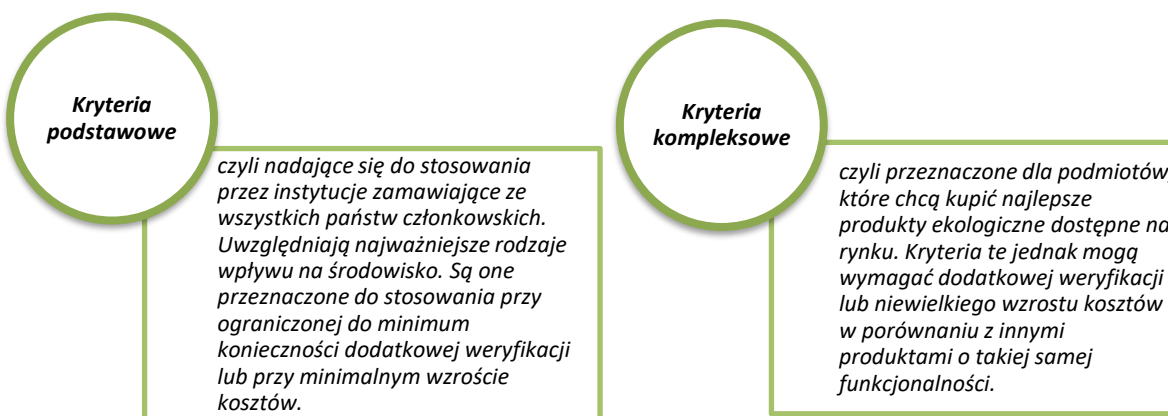 Kryteria
podstawowe
czyli nadające się do stosowania
przez instytucje zamawiające ze
wszystkich państw członkowskich.
Uwzględniają najważniejsze rodzaje
wpływu na środowisko. Są one
przeznaczone do stosowania przy
ograniczonej do minimum
konieczności dodatkowej weryfikacji
lub przy minimalnym wzroście
kosztów.
Kryteria
kompleksowe
czyli przeznaczone dla podmiotów,
które chcą kupić najlepsze
produkty ekologiczne dostępne na
rynku. Kryteria te jednak mogą
wymagać dodatkowej weryfikacji
lub niewielkiego wzrostu kosztów
w porównaniu z innymi
produktami o takiej samej
funkcjonalności.